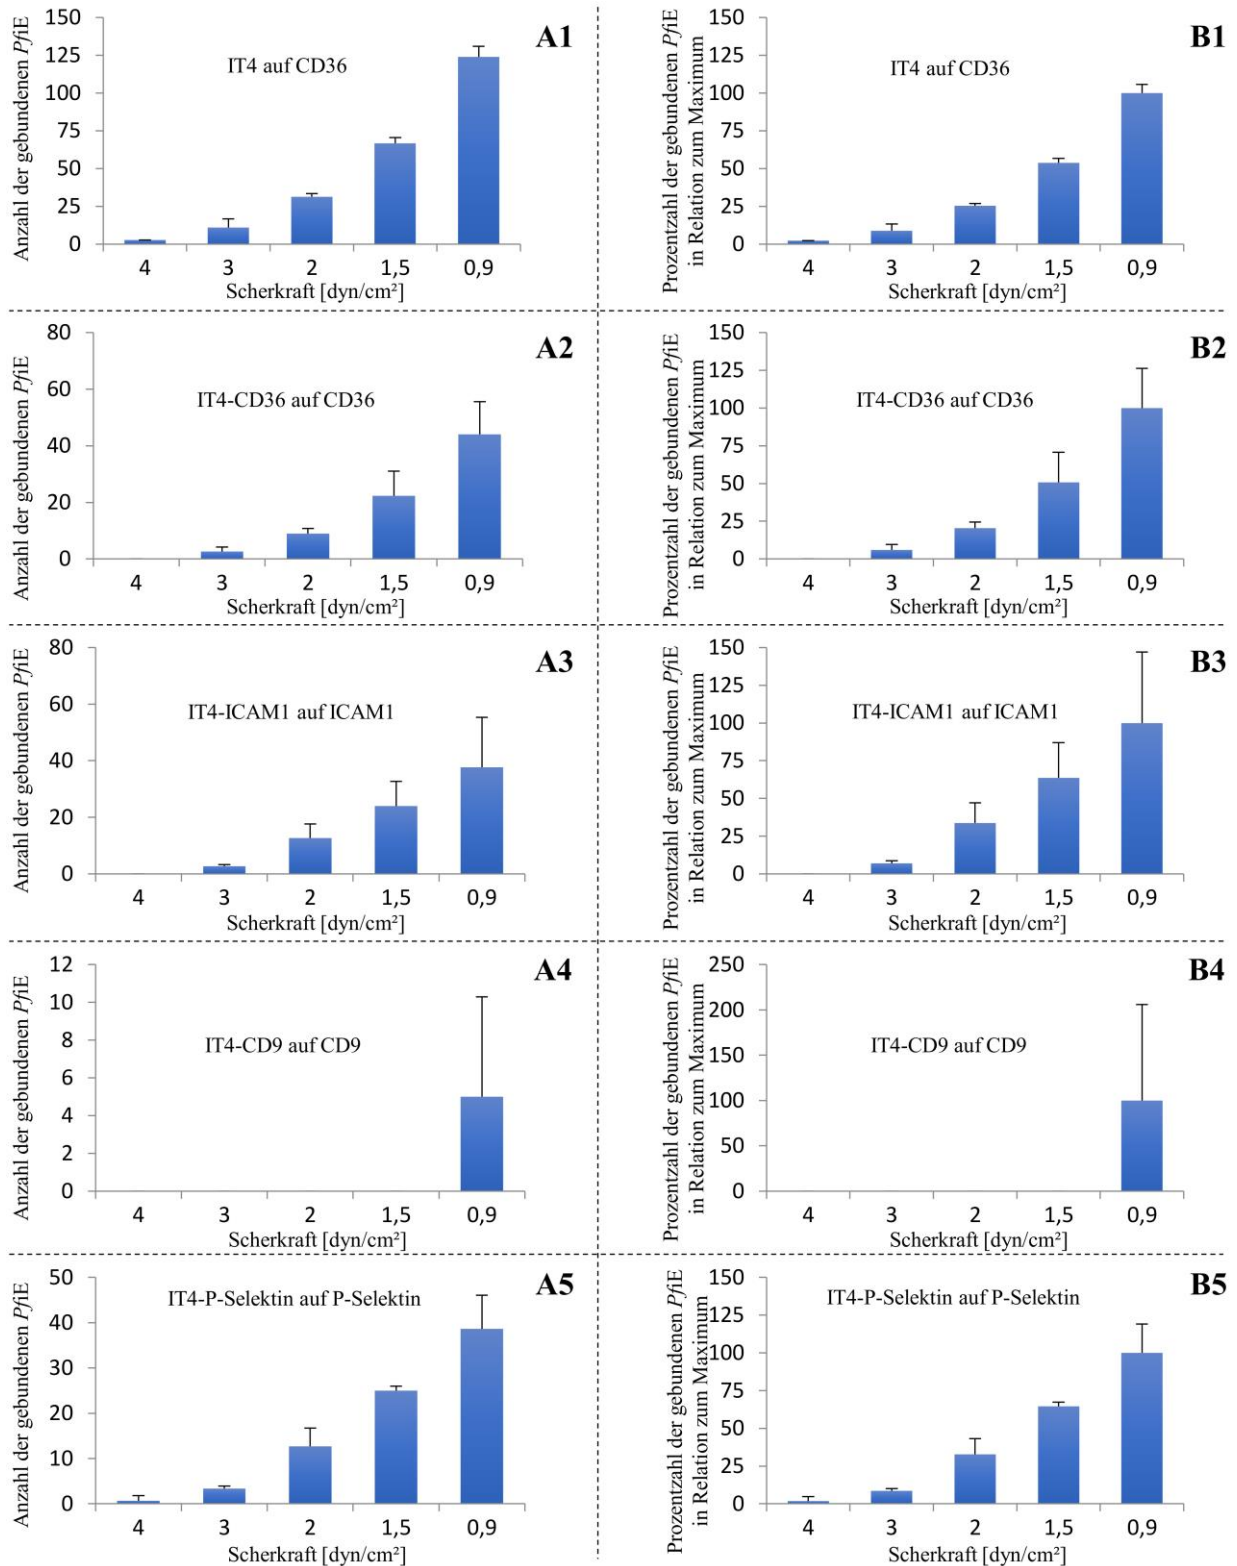 A1
IT4 auf CD36
Anzahl der gebundenen PfiE
150
125
100
75
50
25
0
4 3 2 1,5 0,9
Scherkraft [dyn/cm²]
B1
IT4 auf CD36
Prozentzahl der gebundenen PfiE
in Relation zum Maximum
150
125
100
75
50
25
0
4 3 2 1,5 0,9
Scherkraft [dyn/cm²]
A2
IT4-CD36 auf CD36
Anzahl der gebundenen PfiE
80
60
40
20
0
4 3 2 1,5 0,9
Scherkraft [dyn/cm²]
B2
IT4-CD36 auf CD36
Prozentzahl der gebundenen PfiE
in Relation zum Maximum
150
125
100
75
50
25
0
4 3 2 1,5 0,9
Scherkraft [dyn/cm²]
A3
IT4-ICAM1 auf ICAM1
Anzahl der gebundenen PfiE
80
60
40
20
0
4 3 2 1,5 0,9
Scherkraft [dyn/cm²]
B3
IT4-ICAM1 auf ICAM1
Prozentzahl der gebundenen PfiE
in Relation zum Maximum
150
125
100
75
50
25
0
4 3 2 1,5 0,9
Scherkraft [dyn/cm²]
A4
IT4-CD9 auf CD9
Anzahl der gebundenen PfiE
12
10
8
6
4
2
0
4 3 2 1,5 0,9
Scherkraft [dyn/cm²]
B4
IT4-CD9 auf CD9
Prozentzahl der gebundenen PfiE
in Relation zum Maximum
250
200
150
100
50
0
4 3 2 1,5 0,9
Scherkraft [dyn/cm²]
A5
IT4-P-Selektin auf P-Selektin
Anzahl der gebundenen PfiE
50
40
30
20
10
0
4 3 2 1,5 0,9
Scherkraft [dyn/cm²]
B5
IT4-P-Selektin auf P-Selektin
Prozentzahl der gebundenen PfiE
in Relation zum Maximum
150
125
100
75
50
25
0
4 3 2 1,5 0,9
Scherkraft [dyn/cm²]